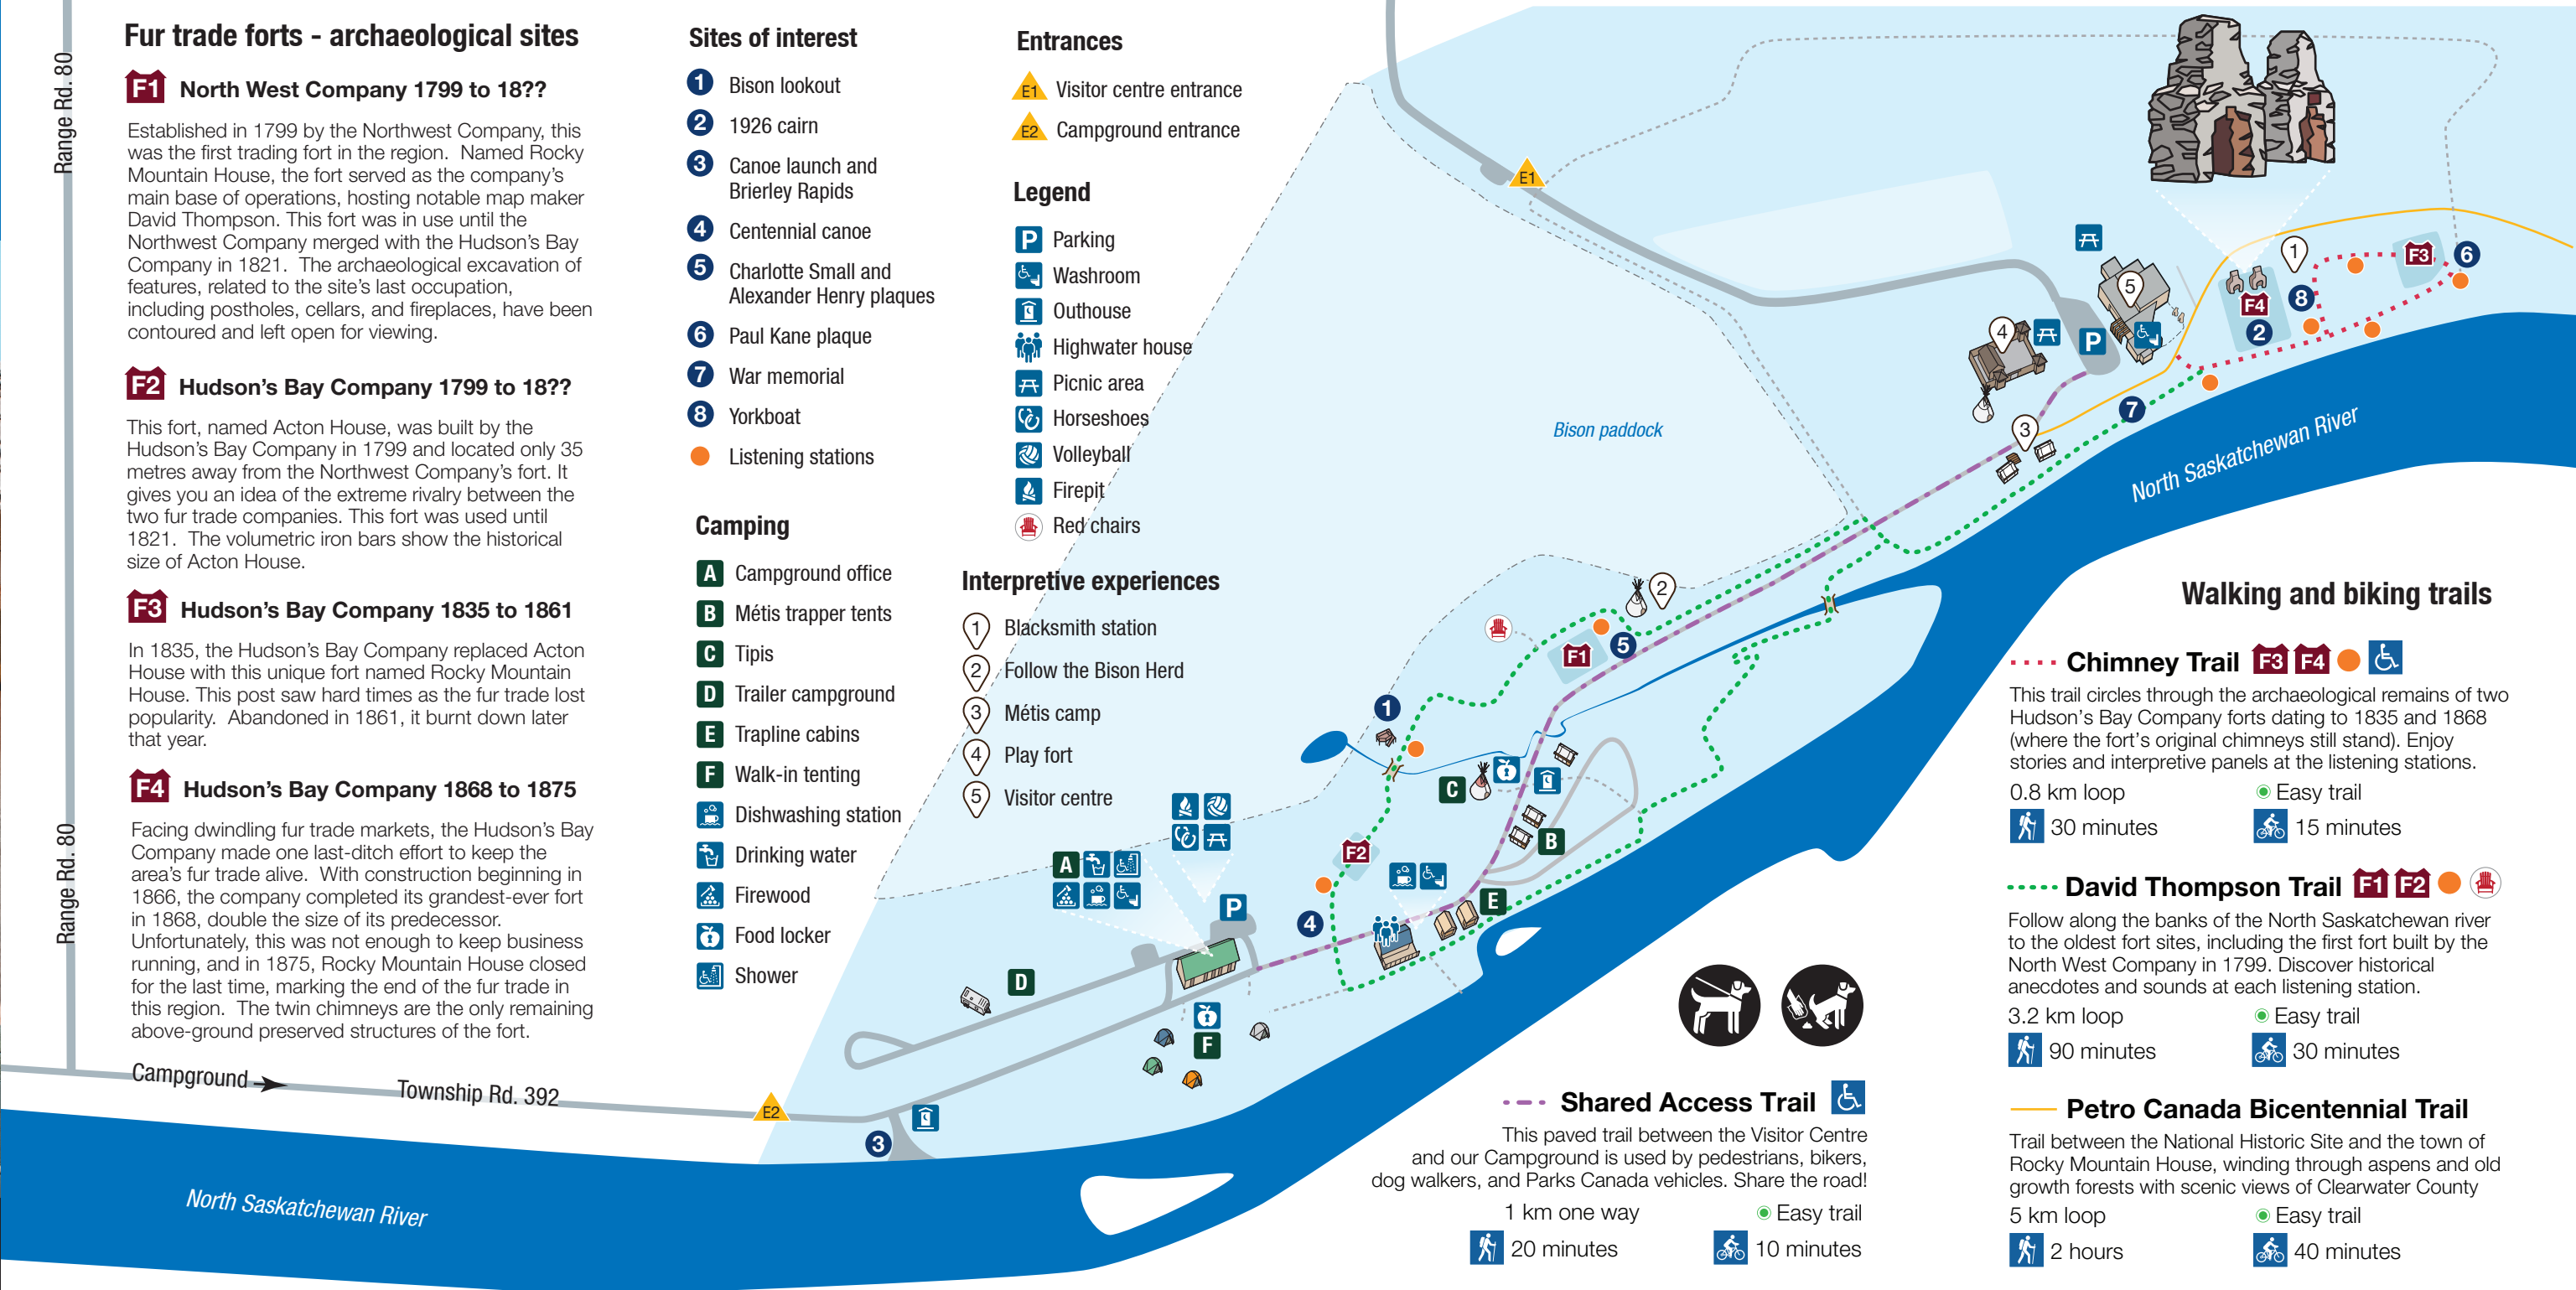 Range Rd. 80
Range Rd. 80
Fur trade forts - archaeological sites
F1 North West Company 1799 to 18??
Established in 1799 by the Northwest Company, this
was the first trading fort in the region. Named Rocky
Mountain House, the fort served as the company's
main base of operations, hosting notable map maker
David Thompson. This fort was in use until the
Northwest Company merged with the Hudson's Bay
Company in 1821. The archaeological excavation of
features, related to the site's last occupation,
including postholes, cellars, and fireplaces, have been
contoured and left open for viewing.
F2 Hudson's Bay Company 1799 to 18??
This fort, named Acton House, was built by the
Hudson's Bay Company in 1799 and located only 35
metres away from the Northwest Company's fort. It
gives you an idea of the extreme rivalry between the
two fur trade companies. This fort was used until
1821. The volumetric iron bars show the historical
size of Acton House.
F3 Hudson's Bay Company 1835 to 1861
In 1835, the Hudson's Bay Company replaced Acton
House with this unique fort named Rocky Mountain
House. This post saw hard times as the fur trade lost
popularity. Abandoned in 1861, it burnt down later
that year.
F4 Hudson's Bay Company 1868 to 1875
Facing dwindling fur trade markets, the Hudson's Bay
Company made one last-ditch effort to keep the
area's fur trade alive. With construction beginning in
1866, the company completed its grandest-ever fort
in 1868, double the size of its predecessor.
Unfortunately, this was not enough to keep business
running, and in 1875, Rocky Mountain House closed
for the last time, marking the end of the fur trade in
this region. The twin chimneys are the only remaining
above-ground preserved structures of the fort.
Campground
Township Rd. 392
North Saskatchewan River
Sites of interest
1 Bison lookout
2 1926 cairn
3 Canoe launch and
Brierley Rapids
4 Centennial canoe
5 Charlotte Small and
Alexander Henry plaques
6 Paul Kane plaque
7 War memorial
8 Yorkboat
Listening stations
Camping
A Campground office
B Métis trapper tents
C Tipis
D Trailer campground
E Trapline cabins
F Walk-in tenting
Dishwashing station
Drinking water
Firewood
Food locker
Shower
Entrances
E1 Visitor centre entrance
E2 Campground entrance
Legend
P Parking
Washroom
Outhouse
Highwater house
Picnic area
Horseshoes
Volleyball
Firepit
Red chairs
Interpretive experiences
1 Blacksmith station
2 Follow the Bison Herd
3 Métis camp
4 Play fort
5 Visitor centre
E1
Bison paddock
1
F3
6
5
F4
8
4
P
2
7
3
North Saskatchewan River
2
5
F1
1
C
B
F2
A
E
P
4
D
F
E2
3
Walking and biking trails
Chimney Trail F3 F4
This trail circles through the archaeological remains of two
Hudson's Bay Company forts dating to 1835 and 1868
(where the fort's original chimneys still stand). Enjoy
stories and interpretive panels at the listening stations.
0.8 km loop
Easy trail
30 minutes
15 minutes
David Thompson Trail F1 F2
Follow along the banks of the North Saskatchewan river
to the oldest fort sites, including the first fort built by the
North West Company in 1799. Discover historical
anecdotes and sounds at each listening station.
3.2 km loop
Easy trail
90 minutes
30 minutes
Shared Access Trail
This paved trail between the Visitor Centre
and our Campground is used by pedestrians, bikers,
dog walkers, and Parks Canada vehicles. Share the road!
1 km one way
Easy trail
20 minutes
10 minutes
Petro Canada Bicentennial Trail
Trail between the National Historic Site and the town of
Rocky Mountain House, winding through aspens and old
growth forests with scenic views of Clearwater County
5 km loop
Easy trail
2 hours
40 minutes